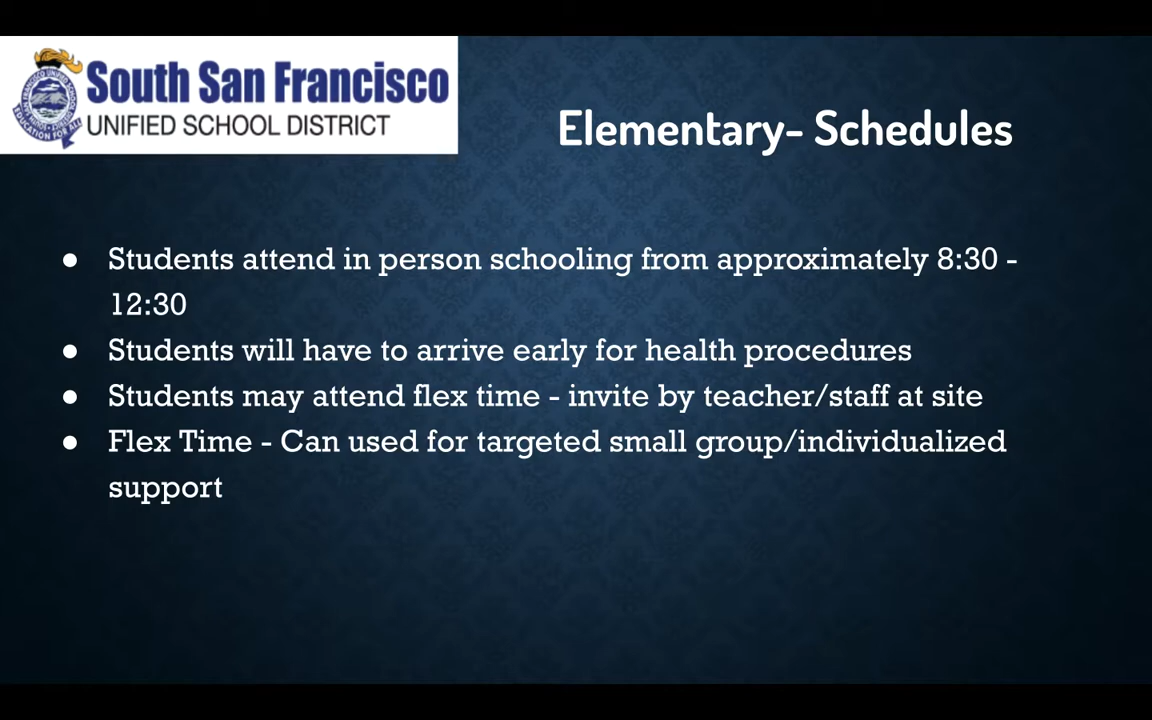 South San Francisco
UNIFIED SCHOOL DISTRICT
Elementary- Schedules
● Students attend in person schooling from approximately 8:30 -
12:30
● Students will have to arrive early for health procedures
● Students may attend flex time - invite by teacher/staff at site
● Flex Time - Can used for targeted small group/individualized
support